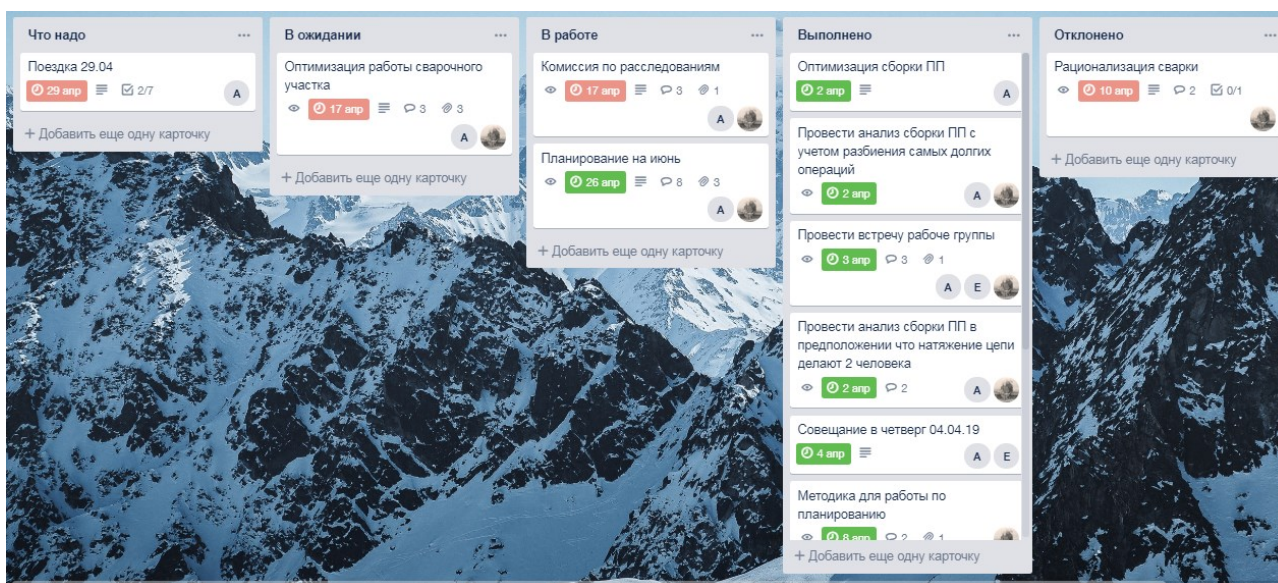 Что надо
Поездка 29.04
29 апр 2/7
А
+ Добавить еще одну карточку
В ожидании
Оптимизация работы сварочного
участка
17 апр 3 3
А
+ Добавить еще одну карточку
В работе
Комиссия по расследованиям
17 апр 3 1
А
Планирование на июнь
26 апр 8 3
А
+ Добавить еще одну карточку
Выполнено
Оптимизация сборки ПП
2 апр
А
Провести анализ сборки ПП с
учетом разбиения самых долгих
операций
2 апр
А
Провести встречу рабоче группы
3 апр 3 1
А Е
Провести анализ сборки ПП в
предположении что натяжение цепи
делают 2 человека
2 апр 2
А
Совещание в четверг 04.04.19
4 апр
А Е
Методика для работы по
планированию
8 апр 2 1
+ Добавить еще одну карточку
Отклонено
Рационализация сварки
10 апр 2 0/1
+ Добавить еще одну карточку